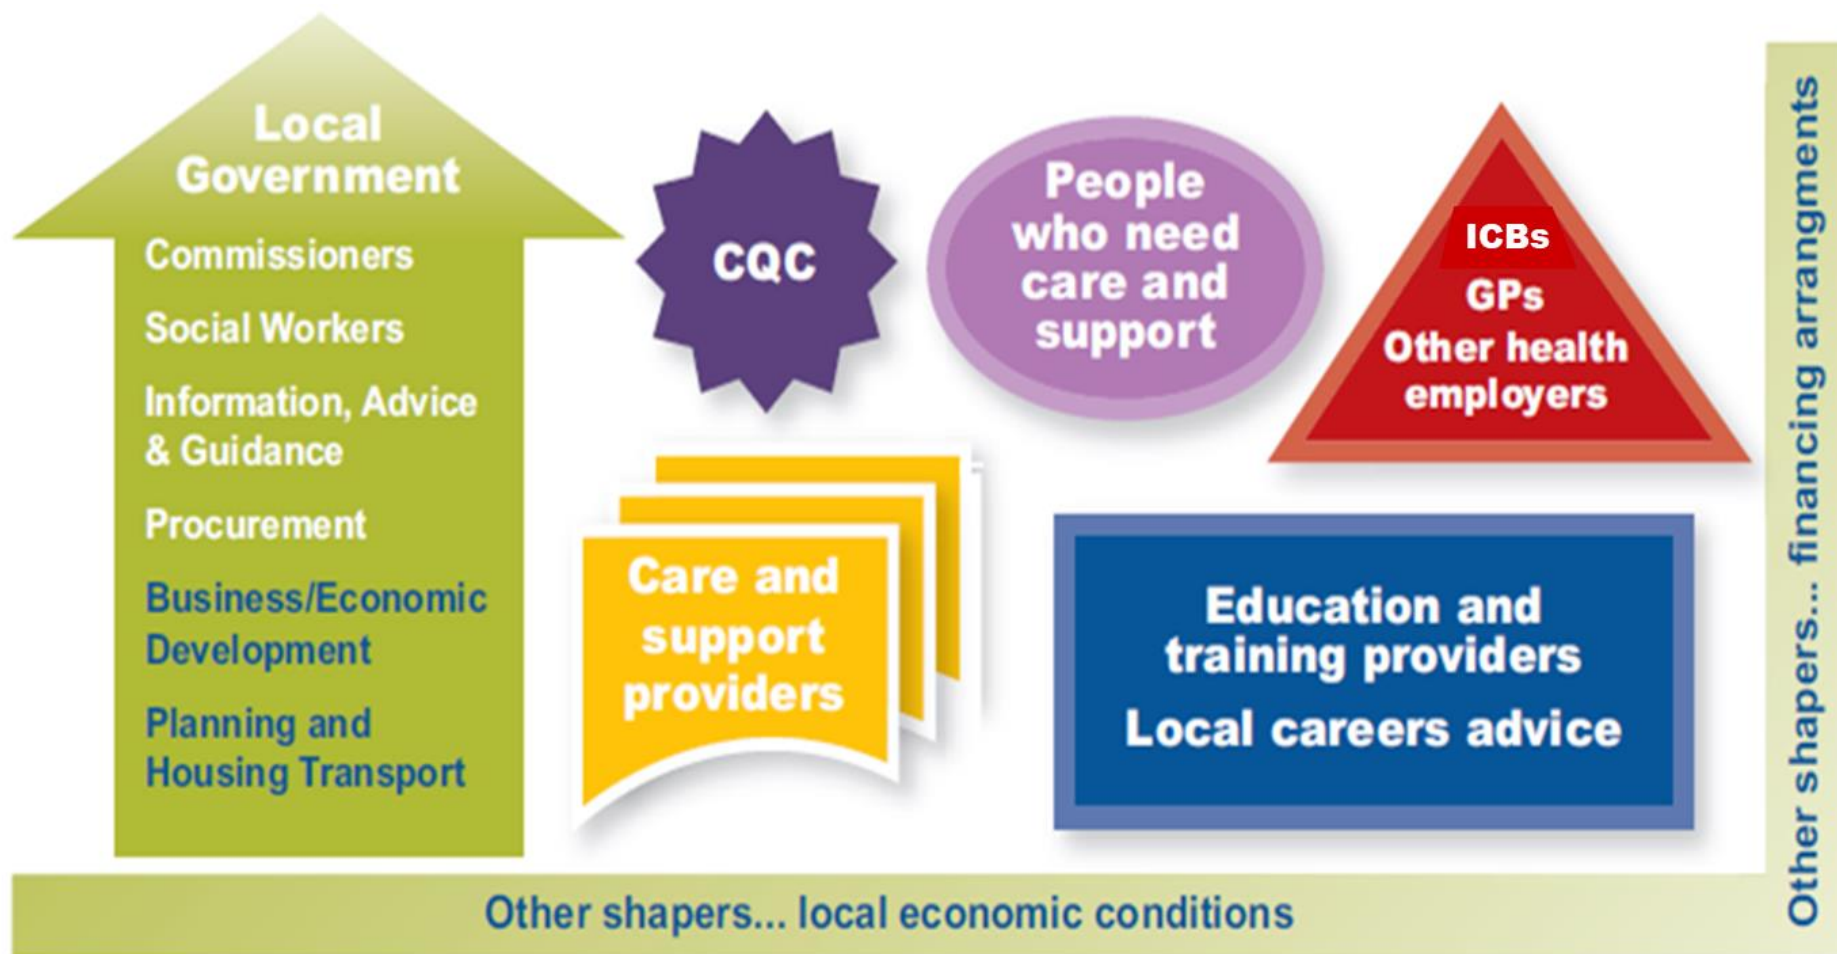 Local
Government
Commissioners
Social Workers
Information, Advice
& Guidance
Procurement
Business/Economic
Development
Planning and
Housing Transport
CQC
People
who need
care and
support
ICBs
GPs
Other health
employers
Care and
support
providers
Education and
training providers
Local careers advice
Other shapers... local economic conditions
Other shapers... financing arrangments